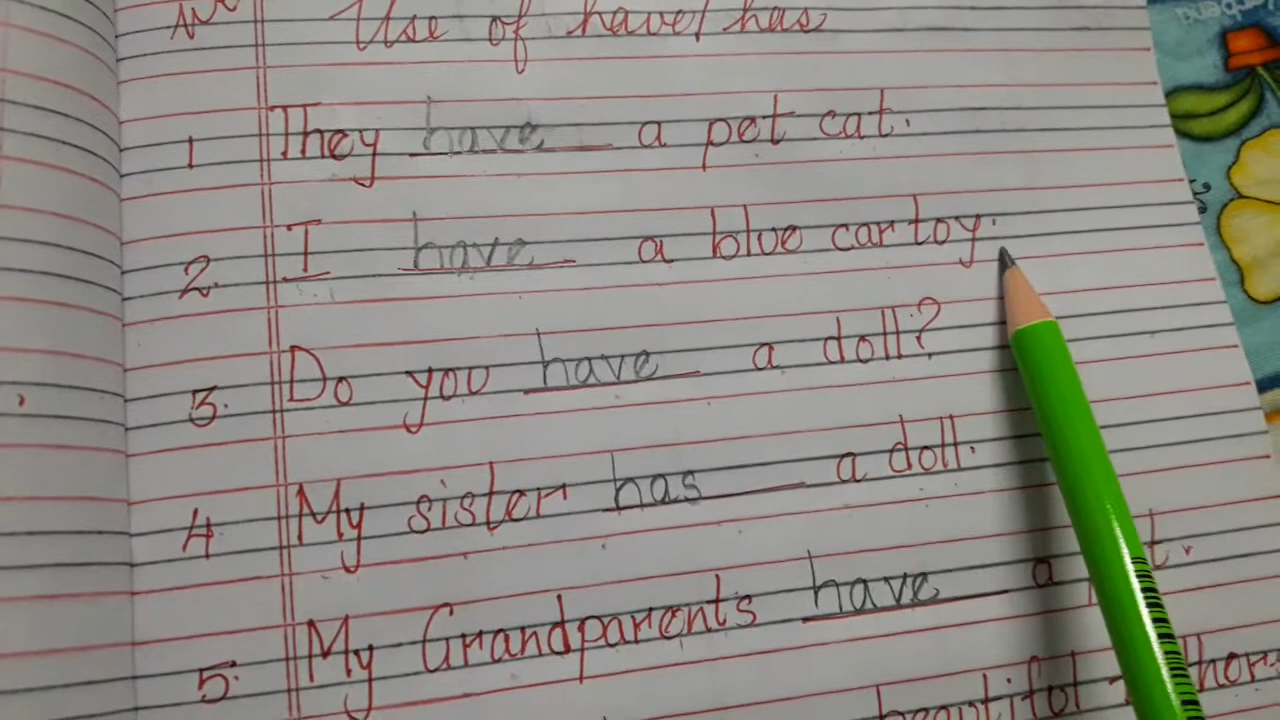 Use of have/has
1 They have a pet cat.
2. I have a blue car toy.
3. Do you have a doll?
4 My sister has a doll.
5. My Grandparents have a
beautiful